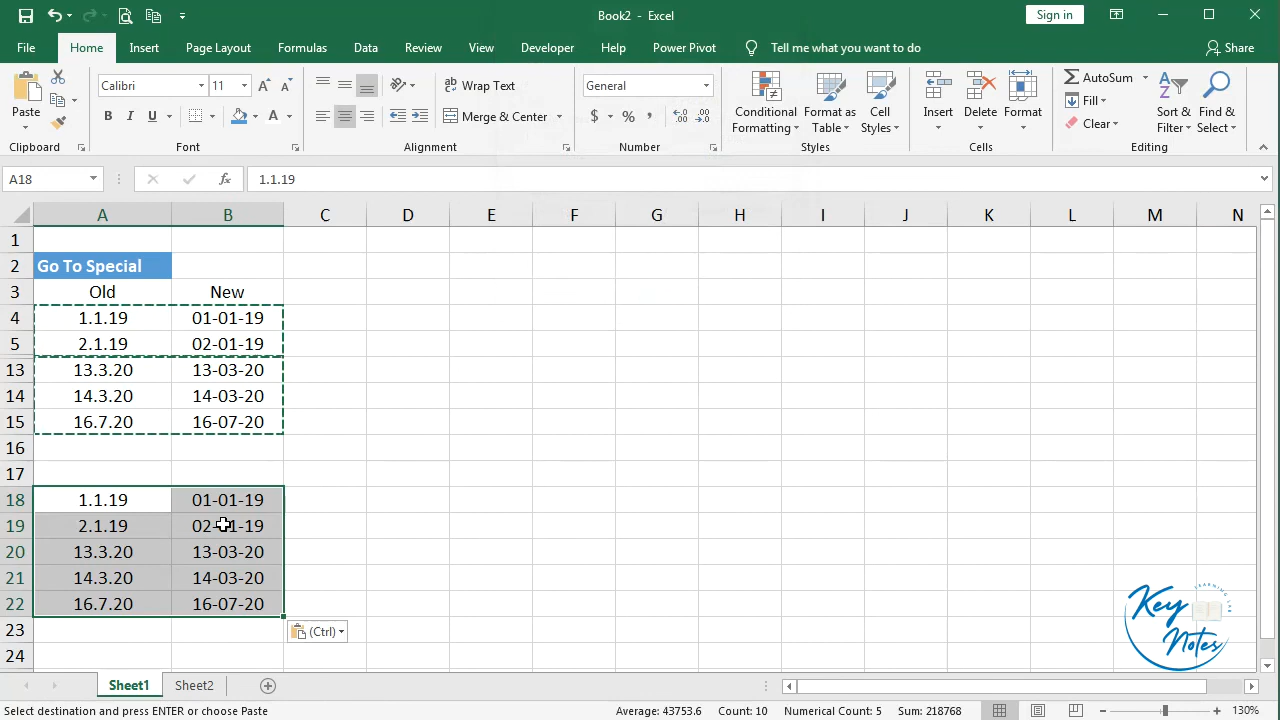 Book2 - Excel
Sign in
File Home Insert Page Layout Formulas Data Review View Developer Help Power Pivot Tell me what you want to do Share
Paste
Calibri 11
B I U A
Wrap Text
Merge & Center
General
$ % ,
Conditional Formatting
Format as Table
Cell Styles
Insert Delete Format
AutoSum
Fill
Clear
Sort & Filter
Find & Select
Clipboard Font Alignment Number Styles Cells Editing
A18 fx 1.1.19
A B C D E F G H I J K L M N
1
2 Go To Special
3 Old New
4 1.1.19 01-01-19
5 2.1.19 02-01-19
13 13.3.20 13-03-20
14 14.3.20 14-03-20
15 16.7.20 16-07-20
16
17
18 1.1.19 01-01-19
19 2.1.19 02-01-19
20 13.3.20 13-03-20
21 14.3.20 14-03-20
22 16.7.20 16-07-20
23 (Ctrl)
24
LEARNING LAB
Key Notes
Sheet1 Sheet2
Select destination and press ENTER or choose Paste Average: 43753.6 Count: 10 Numerical Count: 5 Sum: 218768 130%